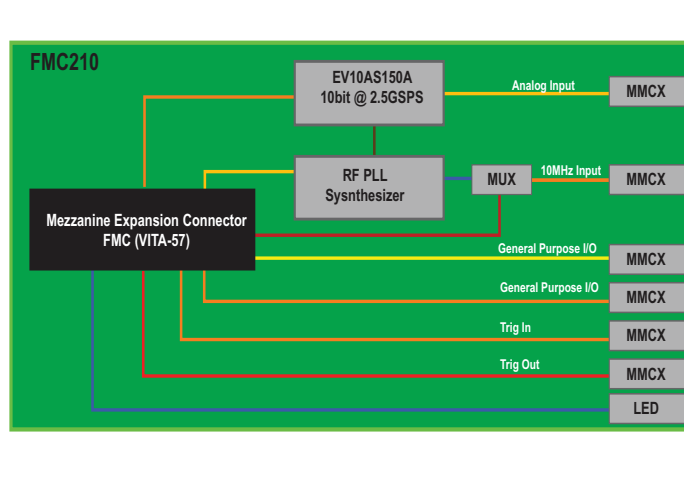 FMC210
EV10AS150A
10bit @ 2.5GSPS
Analog Input
MMCX
RF PLL
Sysnthesizer
MUX
10MHz Input
MMCX
Mezzanine Expansion Connector
FMC (VITA-57)
General Purpose I/O
MMCX
General Purpose I/O
MMCX
Trig In
MMCX
Trig Out
MMCX
LED